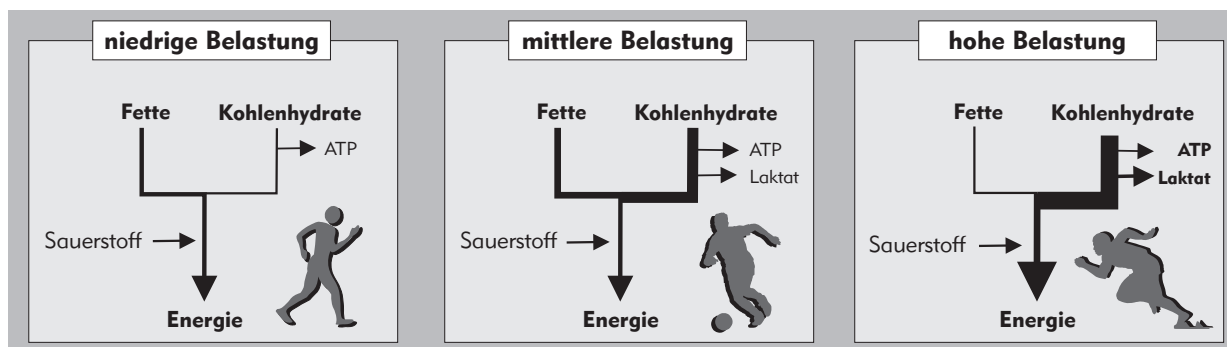 niedrige Belastung
Fette
Kohlenhydrate
ATP
Sauerstoff
Energie
mittlere Belastung
Fette
Kohlenhydrate
ATP
Laktat
Sauerstoff
Energie
hohe Belastung
Fette
Kohlenhydrate
ATP
Laktat
Sauerstoff
Energie